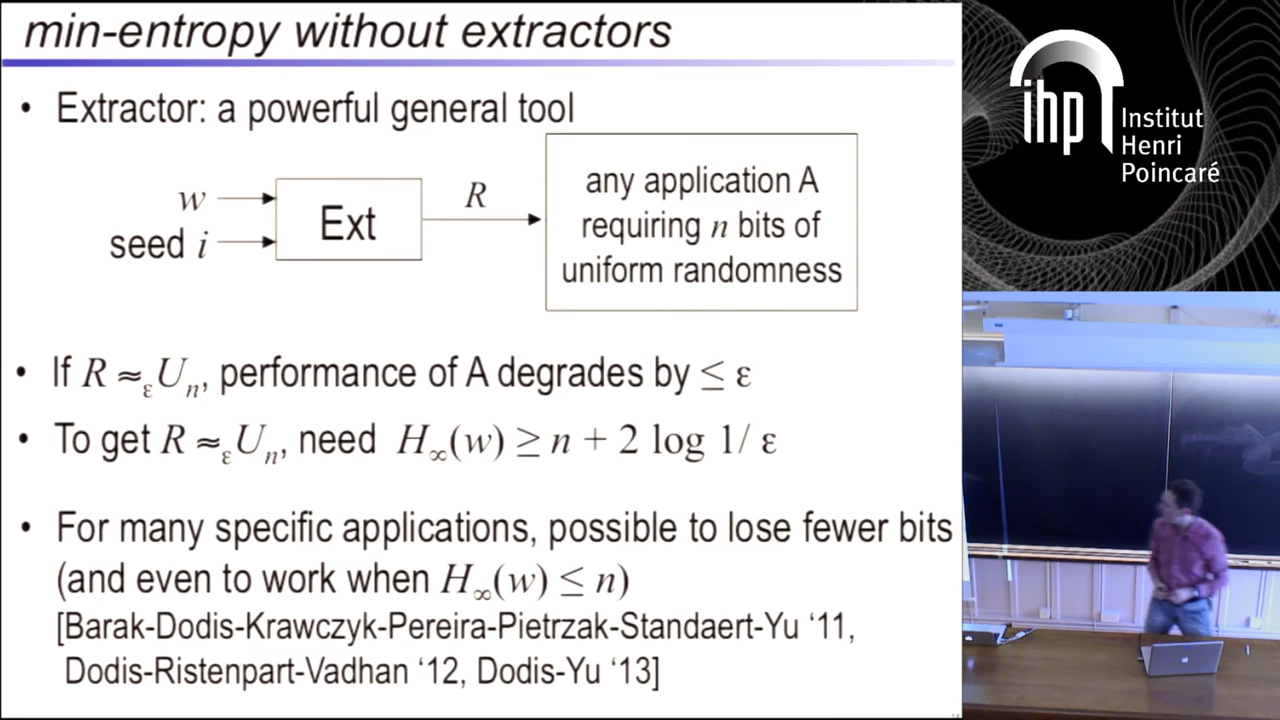 min-entropy without extractors
• Extractor: a powerful general tool
w
seed i
Ext
R
any application A
requiring n bits of
uniform randomness
• If R ≈ε Un, performance of A degrades by ≤ ε
• To get R ≈ε Un, need H∞(w) ≥ n + 2 log 1/ ε
• For many specific applications, possible to lose fewer bits
(and even to work when H∞(w) ≤ n)
[Barak-Dodis-Krawczyk-Pereira-Pietrzak-Standaert-Yu ‘11,
Dodis-Ristenpart-Vadhan ‘12, Dodis-Yu ‘13]
ihp
Institut
Henri
Poincaré